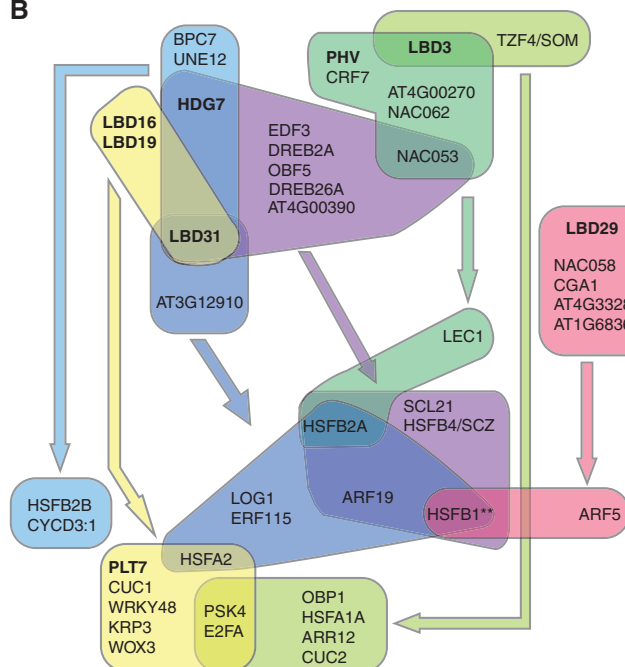 B
BPC7
UNE12
HDG7
LBD16
LBD19
EDF3
DREB2A
OBF5
DREB26A
AT4G00390
LBD31
AT3G12910
PHV
CRF7
LBD3
TZF4/SOM
AT4G00270
NAC062
NAC053
LBD29
NAC058
CGA1
AT4G3328
AT1G6836
LEC1
SCL21
HSFB4/SCZ
HSFB2A
ARF19
LOG1
ERF115
HSFB1**
ARF5
HSFB2B
CYCD3:1
HSFA2
PLT7
CUC1
WRKY48
KRP3
WOX3
PSK4
E2FA
OBP1
HSFA1A
ARR12
CUC2